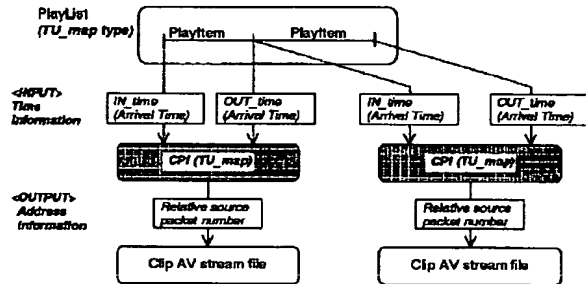 PlayList
(TU_map type)
PlayItem PlayItem
<INPUT>
Time
Information
IN_time
(Arrival Time)
OUT_time
(Arrival Time)
IN_time
(Arrival Time)
OUT_time
(Arrival Time)
CPI (TU_map)
CPI (TU_map)
<OUTPUT>
Address
Information
Relative source
packet number
Relative source
packet number
Clip AV stream file
Clip AV stream file